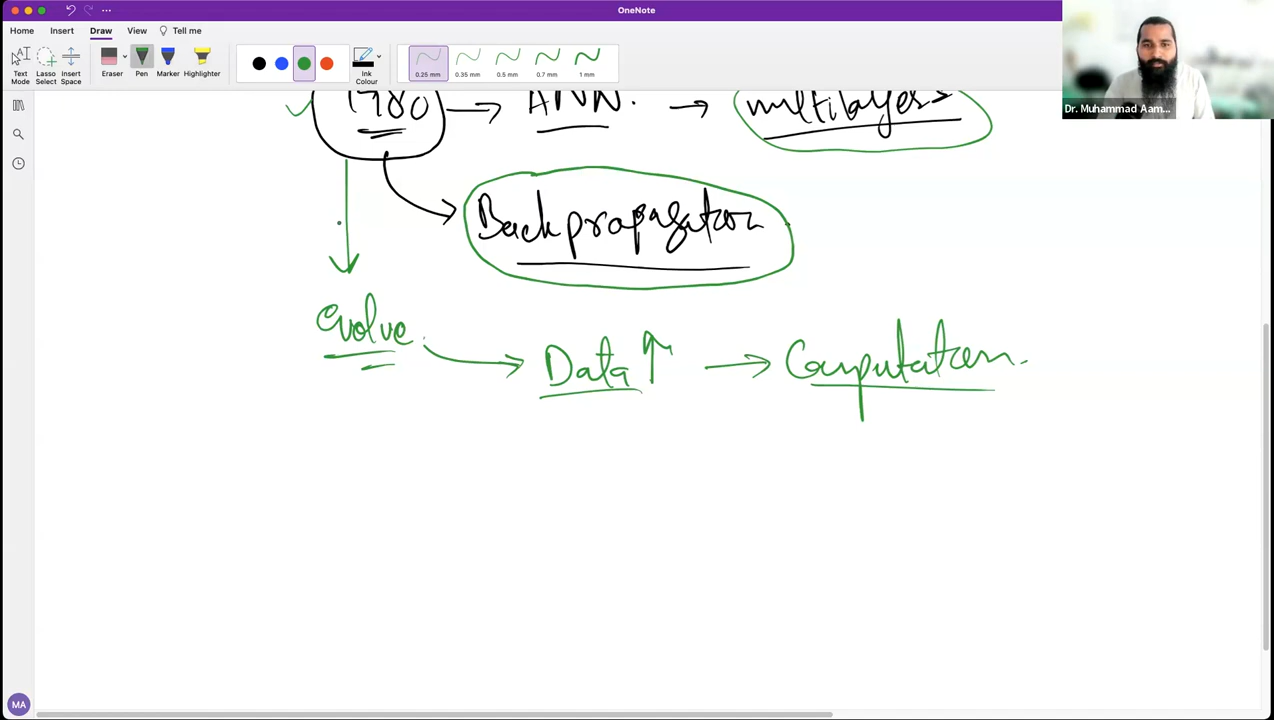 OneNote
Home Insert Draw View Tell me
Text Mode
Lasso Select
Insert Space
Eraser
Pen
Marker
Highlighter
Ink Colour
0.25 mm
0.35 mm
0.5 mm
0.7 mm
1 mm
Dr. Muhammad Aam...
1980 → ANN. → multilayers
Backpropagation
evolve. → Data ↑ → Computation.
MA